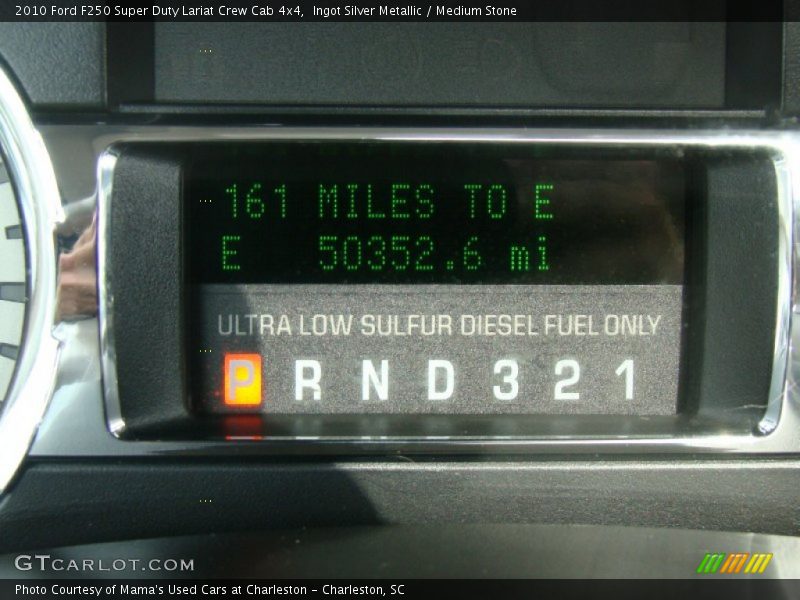 2010 Ford F250 Super Duty Lariat Crew Cab 4x4,  Ingot Silver Metallic / Medium Stone
161 MILES TO E
E 50352.6 mi
ULTRA LOW SULFUR DIESEL FUEL ONLY
P R N D 3 2 1
GTCARLOT.COM
Photo Courtesy of Mama's Used Cars at Charleston - Charleston, SC